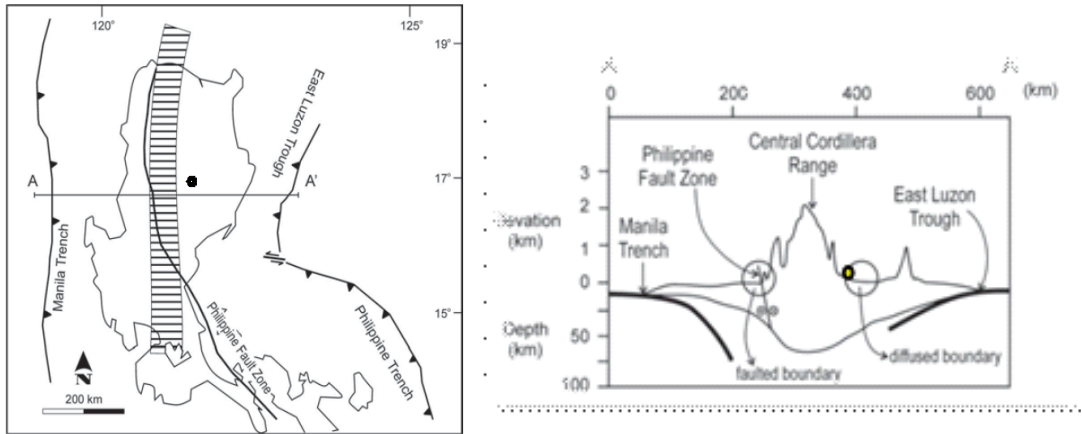 120°
125°
19°
East Luzon
Trough
17°
A
A'
Manila Trench
15°
Philippine Fault
Zone
Philippine
Trench
N
200 km
A
A'
0
200
400
600
(km)
Central Cordillera
Range
Philippine
Fault Zone
3
East Luzon
Trough
2
Manila
Trench
evation
(km)
1
0
Depth
(km)
50
diffused boundary
faulted boundary
100